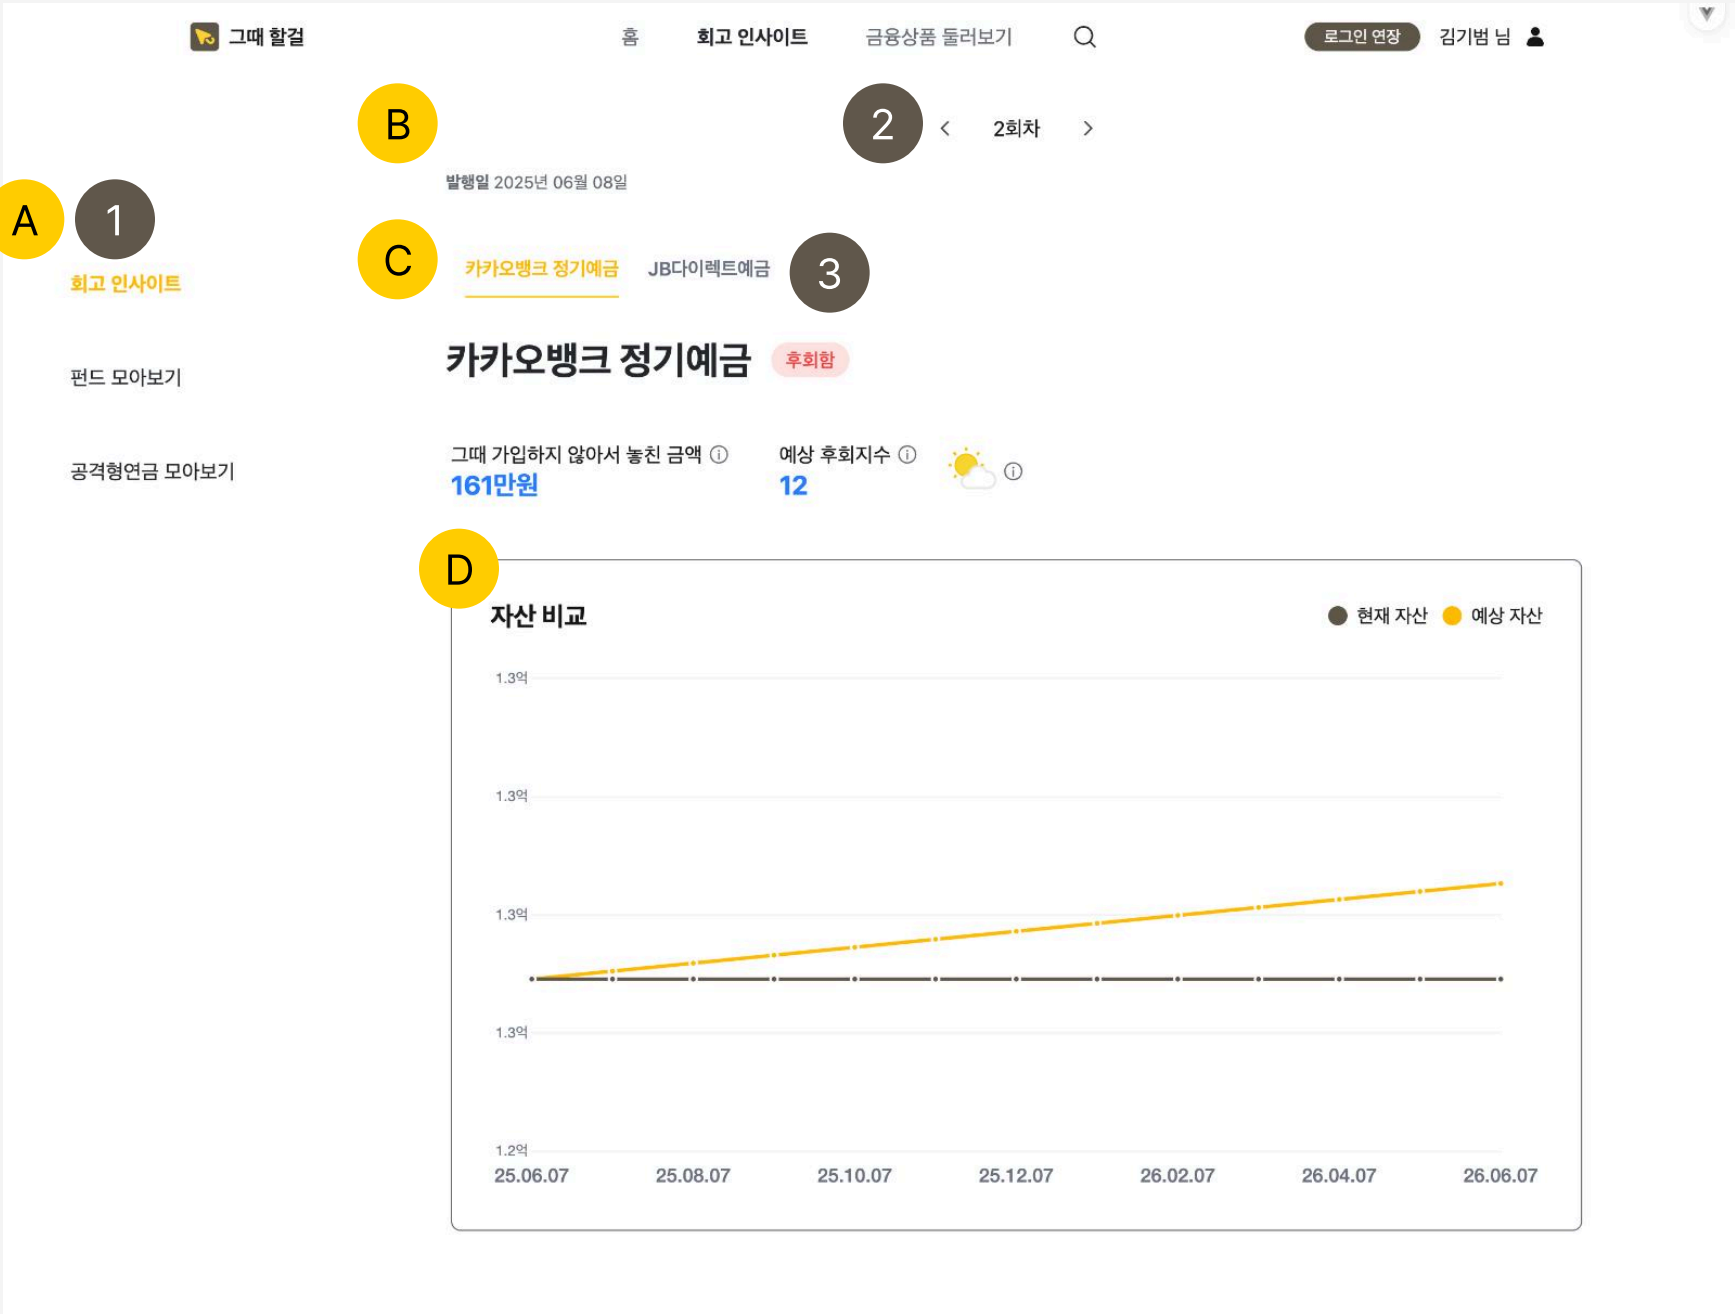 그때 할걸
홈 회고 인사이트 금융상품 둘러보기
로그인 연장 김기범 님
B
2 2회차
발행일 2025년 06월 08일
A 1
회고 인사이트
펀드 모아보기
공격형연금 모아보기
C 카카오뱅크 정기예금 JB다이렉트예금 3
카카오뱅크 정기예금 후회함
그때 가입하지 않아서 놓친 금액 예상 후회지수
161만원 12
D
자산 비교 현재 자산 예상 자산
1.3억
1.3억
1.3억
1.3억
1.2억
25.06.07 25.08.07 25.10.07 25.12.07 26.02.07 26.04.07 26.06.07